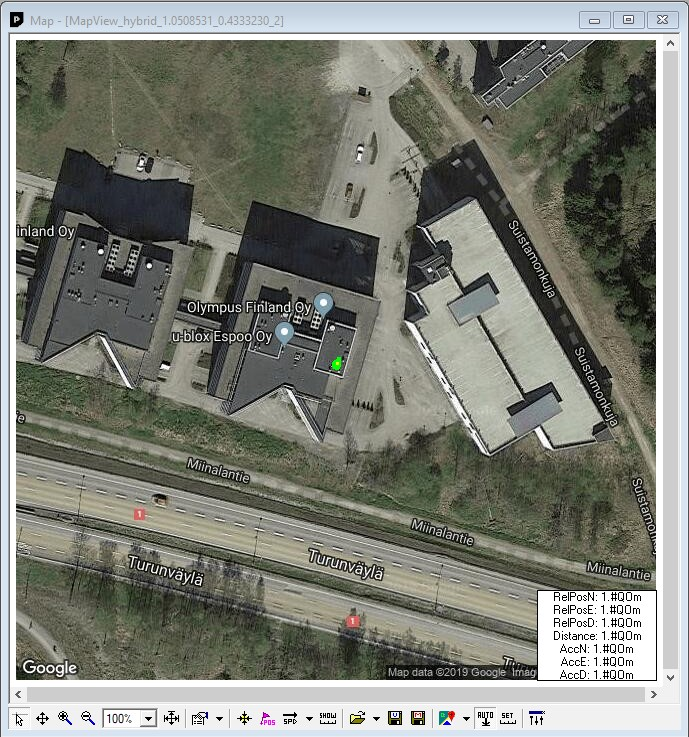 Map - [MapView_hybrid_1.0508531_0.4333230_2]
inland Oy
Suistamonkuja
Olympus Finland Oy
u-blox Espoo Oy
Suistamonkuja
ie
Miinalantie
Suistamonkuj
1
Miinalantie
Turunväylä
Turunväylä
Miinalantie
1
RelPosN: 1.#QOm
RelPosE: 1.#QOm
RelPosD: 1.#QOm
Distance: 1.#QOm
AccN: 1.#QOm
AccE: 1.#QOm
AccD: 1.#QOm
Google
Map data ©2019 Google Imag
100%
POS
SPD
SHOW
AUTO
SET